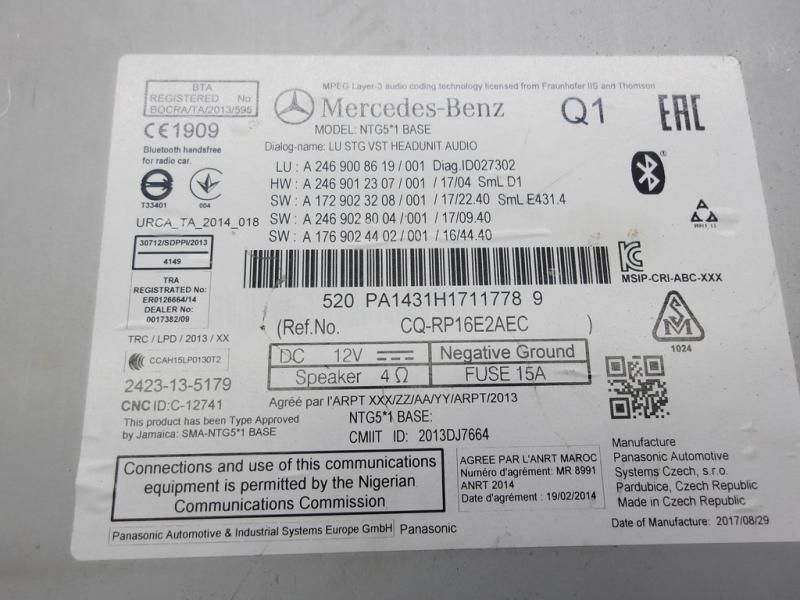 BTA
REGISTERED No:
BOCRA/TA/2013/595
MPEG Layer-3 audio coding technology licensed from Fraunhofer IIS and Thomson
Mercedes-Benz
Q1
EAC
MODEL: NTG5*1 BASE
Dialog-name: LU STG VST HEADUNIT AUDIO
CE1909
Bluetooth handsfree
for radio car.
T33401
004
LU : A 246 900 86 19 / 001 Diag.ID027302
HW : A 246 901 23 07 / 001 / 17/04 SmL D1
SW : A 172 902 32 08 / 001 / 17/22.40 SmL E431.4
SW : A 246 902 80 04 / 001 / 17/09.40
SW : A 176 902 44 02 / 001 / 16/44.40
URCA_TA_2014_018
30712/SDPPI/2013
4149
TRA
REGISTERED No:
ER0126664/14
DEALER No:
0017382/09
MSIP-CRI-ABC-XXX
520 PA1431H1711778 9
(Ref.No. CQ-RP16E2AEC )
TRC / LPD / 2013 / XX
CCAH15LP0130T2
DC 12V
Negative Ground
Speaker 4 Ω
FUSE 15A
1024
2423-13-5179
CNC ID:C-12741
This product has been Type Approved
by Jamaica: SMA-NTG5*1 BASE
Agréé par l'ARPT XXX/ZZ/AA/YY/ARPT/2013
NTG5*1 BASE:
CMIIT ID: 2013DJ7664
Connections and use of this communications
equipment is permitted by the Nigerian
Communications Commission
AGREE PAR L'ANRT MAROC
Numéro d'agrément: MR 8991
ANRT 2014
Date d'agrément : 19/02/2014
Manufacture
Panasonic Automotive
Systems Czech, s.r.o.
Pardubice, Czech Republic
Made in Czech Republic
Date of Manufacture: 2017/08/29
Panasonic Automotive & Industrial Systems Europe GmbH
Panasonic